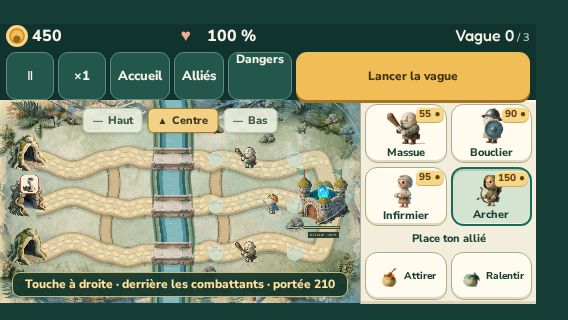 450
♥ 100 %
Vague 0 / 3
II
×1
Accueil
Alliés
Dangers
Lancer la vague
— Haut
▲ Centre
— Bas
55
Massue
90
Bouclier
95
Infirmier
150
Archer
Place ton allié
Touche à droite · derrière les combattants · portée 210
Attirer
Ralentir